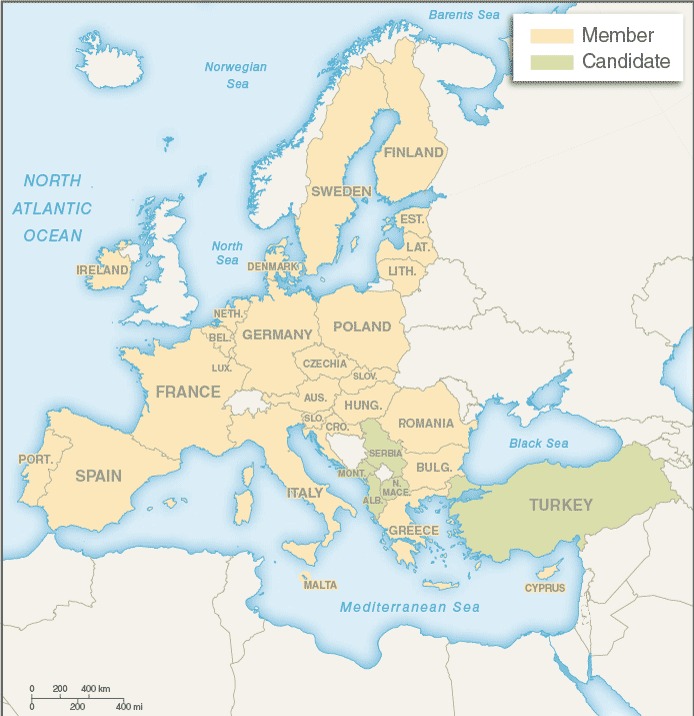 Barents Sea
Member
Candidate
Norwegian
Sea
FINLAND
NORTH
ATLANTIC
OCEAN
SWEDEN
EST.
LAT.
North
Sea
IRELAND
DENMARK
LITH.
NETH.
BEL.
GERMANY
POLAND
LUX.
CZECHIA
SLOV.
FRANCE
AUS.
HUNG.
SLO.
CRO.
ROMANIA
SERBIA
Black Sea
PORT.
SPAIN
MONT.
BULG.
ITALY
ALB.
N.
MACE.
TURKEY
GREECE
MALTA
CYPRUS
Mediterranean Sea
0 200 400 km
0 200 400 mi